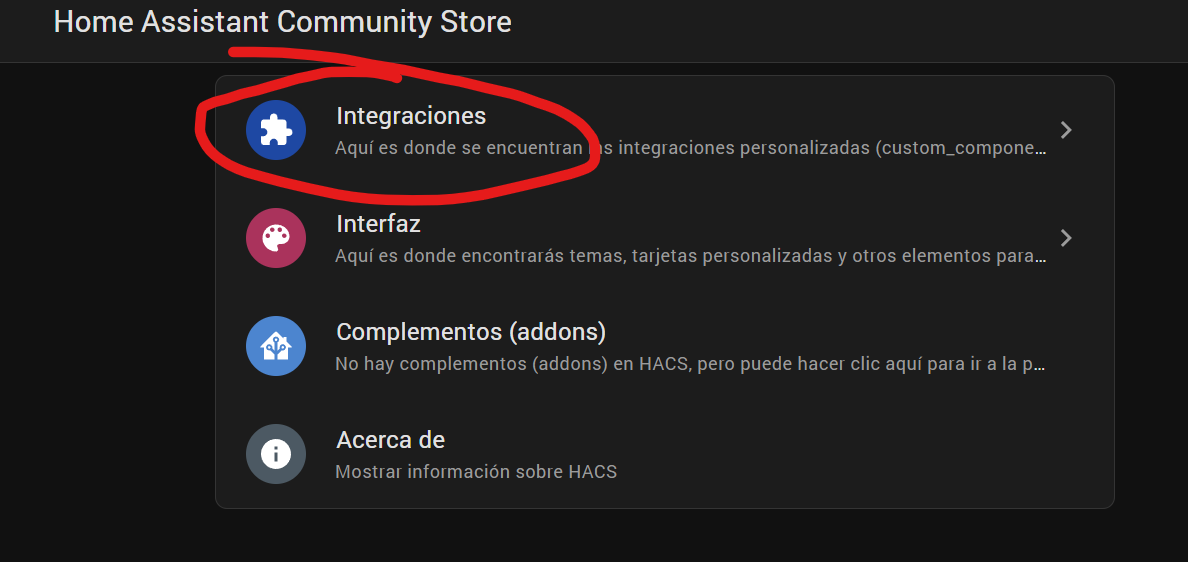 Home Assistant Community Store
Integraciones
Aquí es donde se encuentran las integraciones personalizadas (custom_compone…
Interfaz
Aquí es donde encontrarás temas, tarjetas personalizadas y otros elementos para…
Complementos (addons)
No hay complementos (addons) en HACS, pero puede hacer clic aquí para ir a la p…
Acerca de
Mostrar información sobre HACS